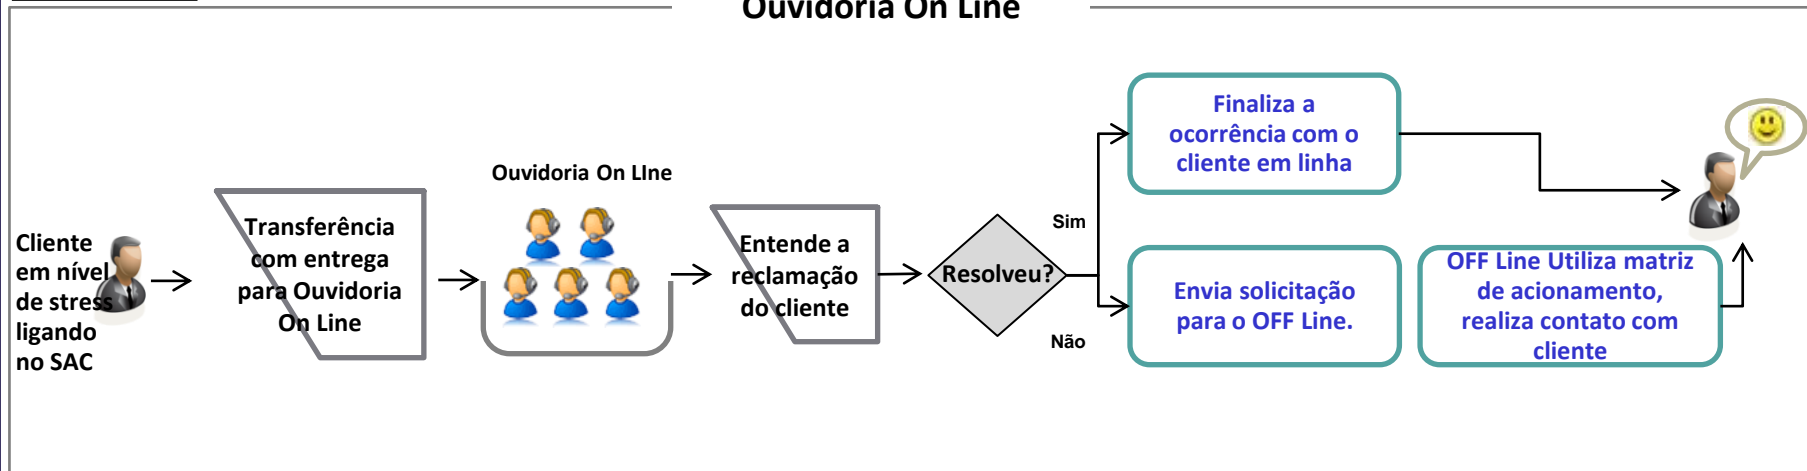 Ouvidoria On Line
Cliente
em nível
de stress
ligando
no SAC
Transferência
com entrega
para Ouvidoria
On Line
Ouvidoria On LIne
Entende a
reclamação
do cliente
Resolveu?
Sim
Não
Finaliza a
ocorrência com o
cliente em linha
Envia solicitação
para o OFF Line.
OFF Line Utiliza matriz
de acionamento,
realiza contato com
cliente